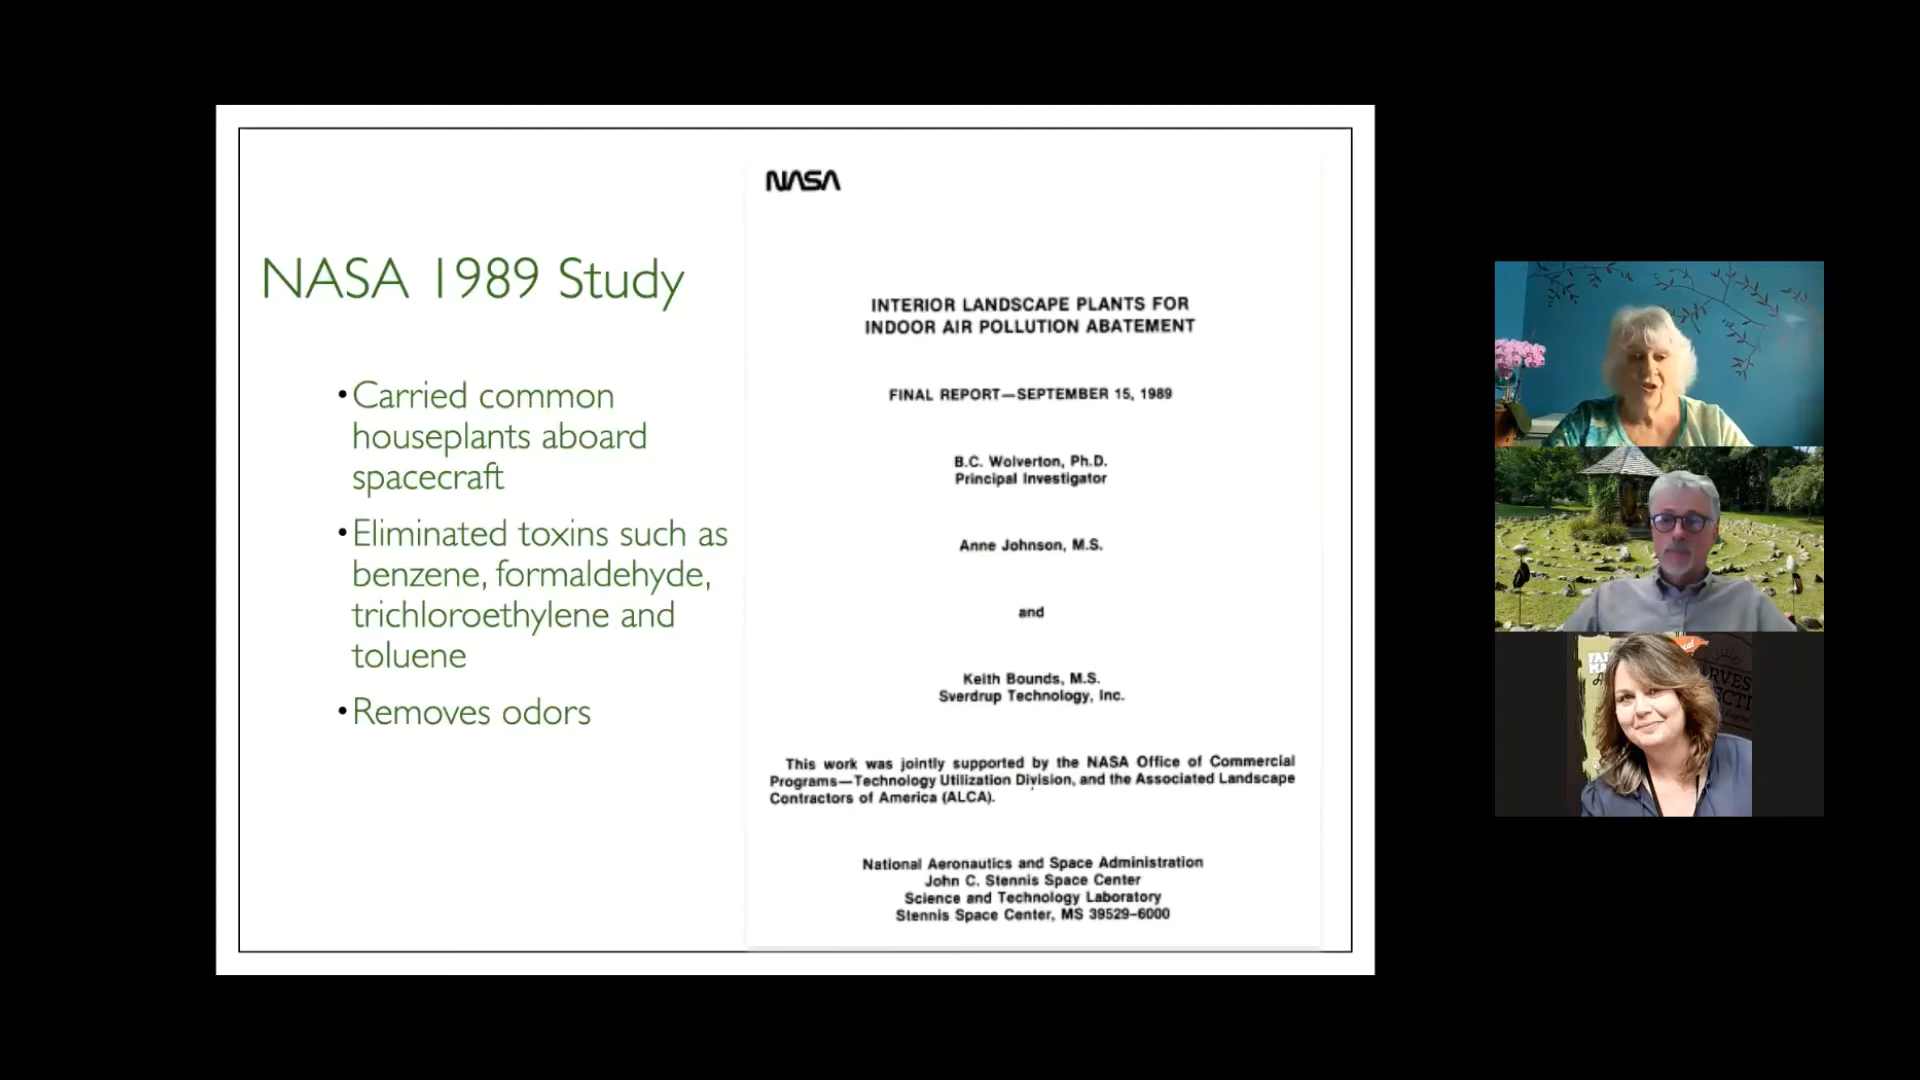 NASA 1989 Study
•Carried common
houseplants aboard
spacecraft
•Eliminated toxins such as
benzene, formaldehyde,
trichloroethylene and
toluene
•Removes odors
NASA
INTERIOR LANDSCAPE PLANTS FOR
INDOOR AIR POLLUTION ABATEMENT
FINAL REPORT—SEPTEMBER 15, 1989
B.C. Wolverton, Ph.D.
Principal Investigator
Anne Johnson, M.S.
and
Keith Bounds, M.S.
Sverdrup Technology, Inc.
This work was jointly supported by the NASA Office of Commercial
Programs—Technology Utilization Division, and the Associated Landscape
Contractors of America (ALCA).
National Aeronautics and Space Administration
John C. Stennis Space Center
Science and Technology Laboratory
Stennis Space Center, MS 39529–6000